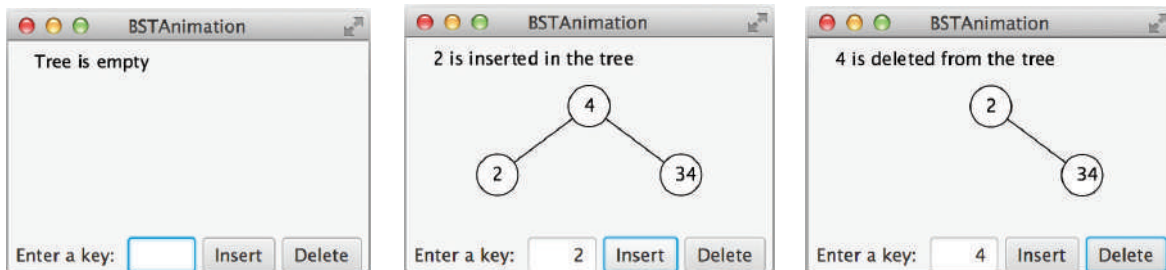 BSTAnimation
Tree is empty
Enter a key: Insert Delete
BSTAnimation
2 is inserted in the tree
4
2 34
Enter a key: 2 Insert Delete
BSTAnimation
4 is deleted from the tree
2
34
Enter a key: 4 Insert Delete